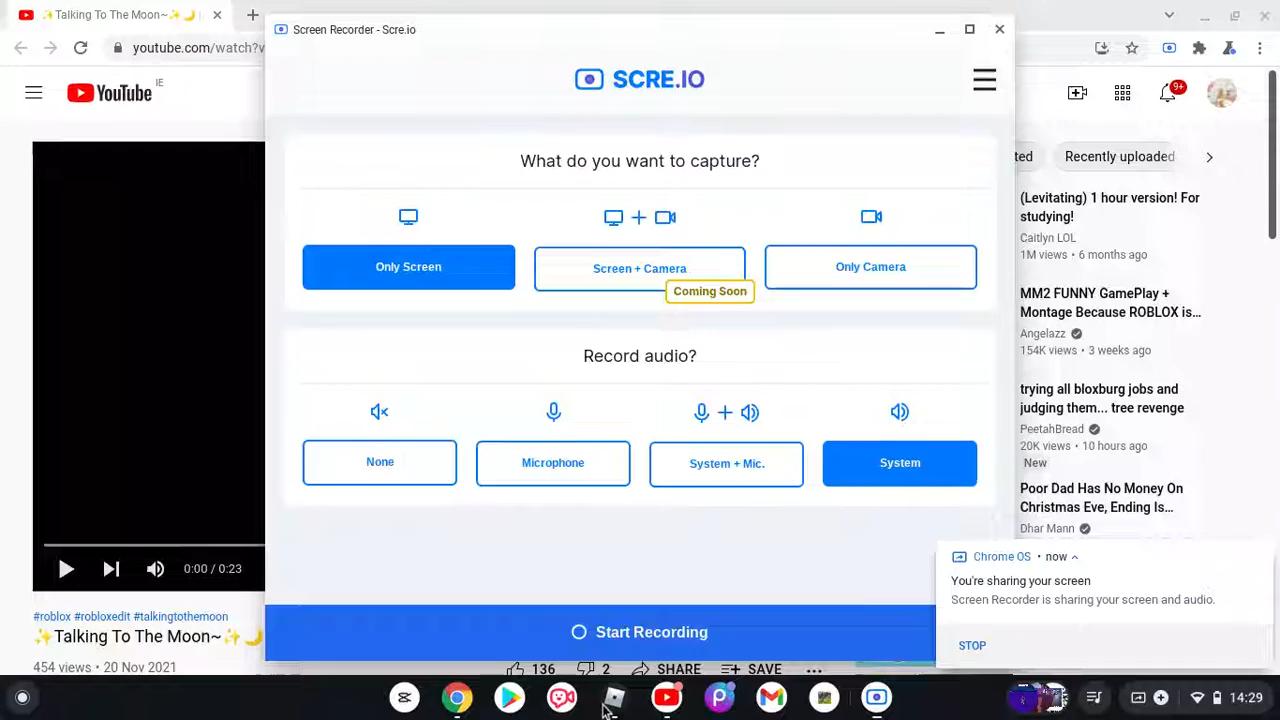 ✨Talking To The Moon~✨🌙
youtube.com/watch?v
YouTube
IE
Screen Recorder - Scre.io
SCRE.IO
What do you want to capture?
Only Screen
Screen + Camera
Only Camera
Coming Soon
Record audio?
None
Microphone
System + Mic.
System
Start Recording
9+
ted
Recently uploaded
(Levitating) 1 hour version! For
studying!
Caitlyn LOL
1M views • 6 months ago
MM2 FUNNY GamePlay +
Montage Because ROBLOX is...
Angelazz
154K views • 3 weeks ago
trying all bloxburg jobs and
judging them... tree revenge
PeetahBread
20K views • 10 hours ago
New
Poor Dad Has No Money On
Christmas Eve, Ending Is...
Dhar Mann
Chrome OS • now
You're sharing your screen
Screen Recorder is sharing your screen and audio.
STOP
0:00 / 0:23
#roblox #robloxedit #talkingtothemoon
✨Talking To The Moon~✨🌙
454 views • 20 Nov 2021
136
2
SHARE
SAVE
14:29